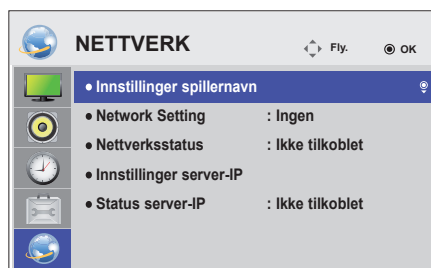 NETTVERK Fly. OK
● Innstillinger spillernavn
● Network Setting : Ingen
● Nettverksstatus : Ikke tilkoblet
● Innstillinger server-IP
● Status server-IP : Ikke tilkoblet